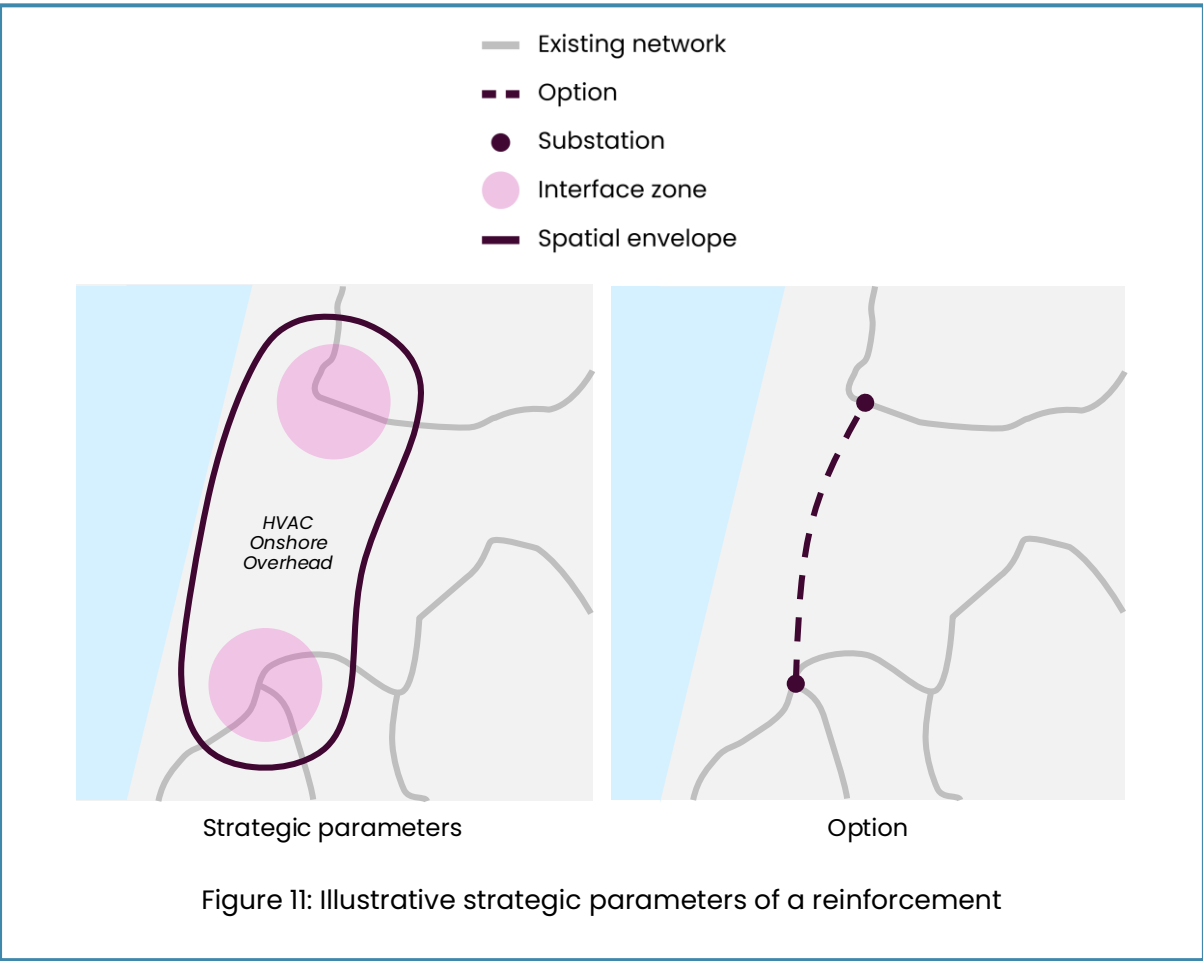 Existing network
Option
Substation
Interface zone
Spatial envelope
HVAC
Onshore
Overhead
Strategic parameters
Option
Figure 11: Illustrative strategic parameters of a reinforcement